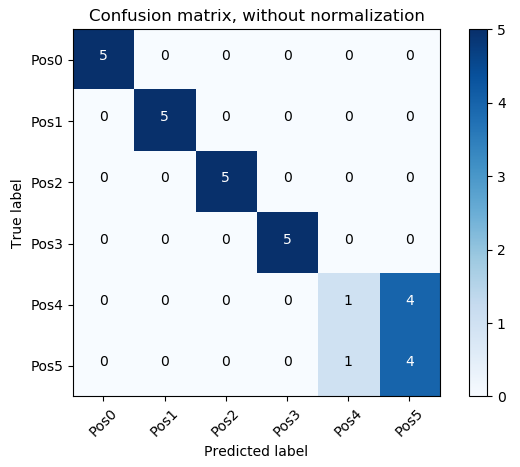 Confusion matrix, without normalization
Pos0 5 0 0 0 0 0
Pos1 0 5 0 0 0 0
Pos2 0 0 5 0 0 0
Pos3 0 0 0 5 0 0
Pos4 0 0 0 0 1 4
Pos5 0 0 0 0 1 4
Pos0 Pos1 Pos2 Pos3 Pos4 Pos5
True label
Predicted label
5
4
3
2
1
0